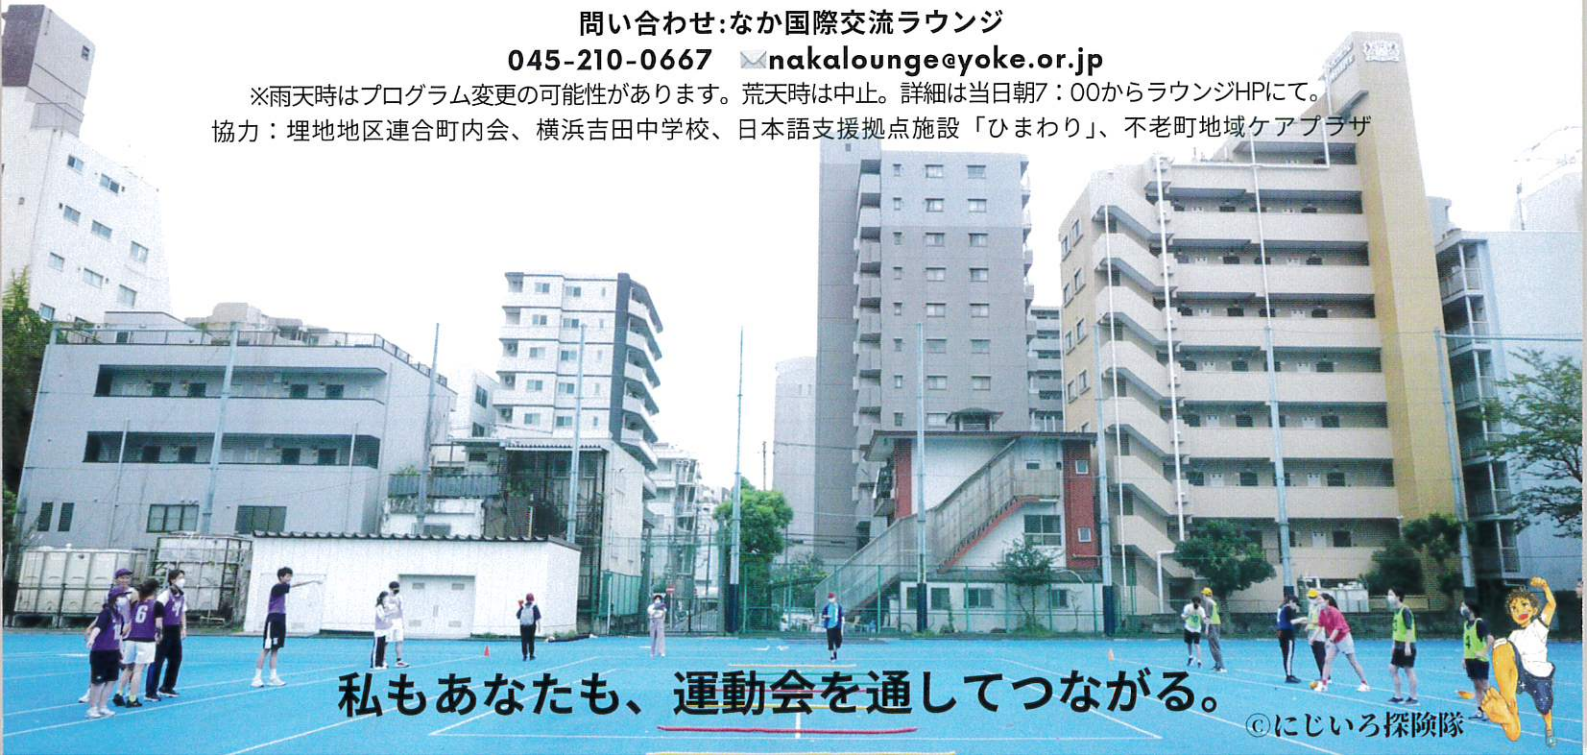 問い合わせ:なか国際交流ラウンジ
045-210-0667 ✉nakalounge@yoke.or.jp
※雨天時はプログラム変更の可能性があります。荒天時は中止。詳細は当日朝7：00からラウンジHPにて。
協力：埋地地区連合町内会、横浜吉田中学校、日本語支援拠点施設「ひまわり」、不老町地域ケアプラザ
6
私もあなたも、運動会を通してつながる。
©にじいろ探険隊